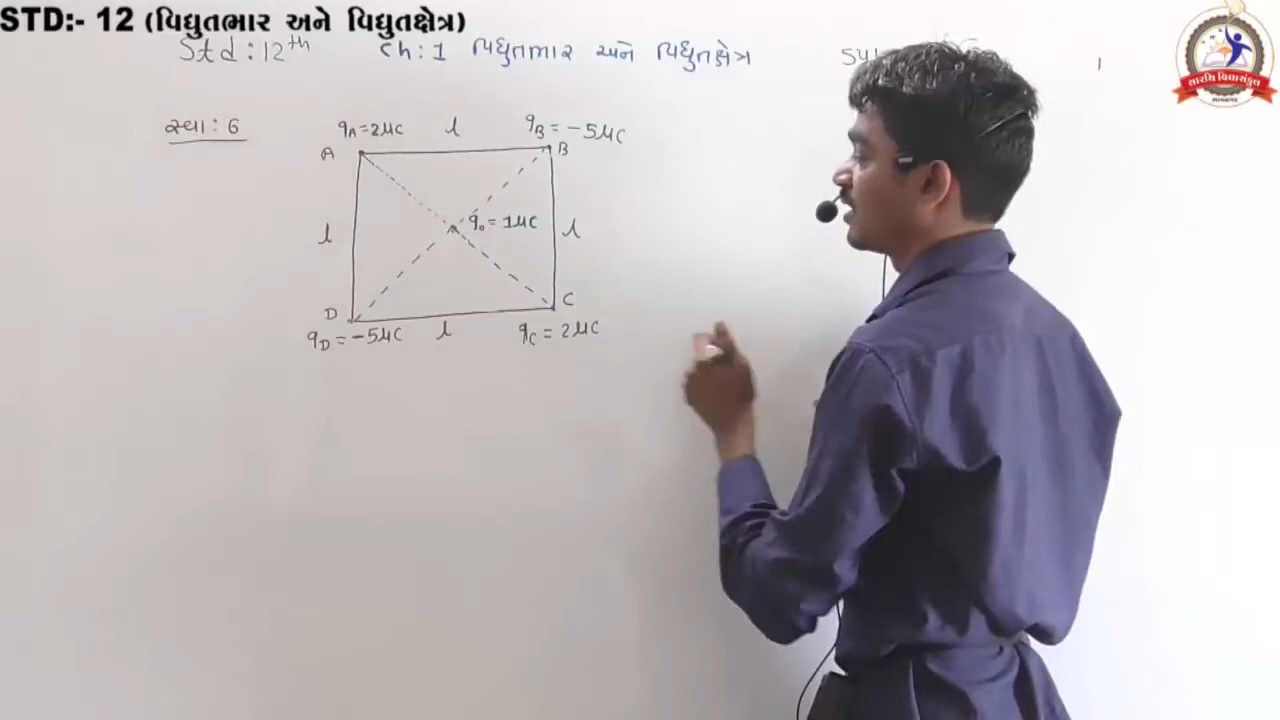 STD:- 12 (વિદ્યુતભાર અને વિદ્યુતક્ષેત્ર)
Std : 12th Ch : 1 વિદ્યુતભાર અને વિદ્યુતક્ષેત્ર
સારથિ વિદ્યાસંકુલ
સ્વા : 6
qA = 2μC l qB = -5μC
A B
q₀ = 1μC
l l
D C
qD = -5μC l qC = 2μC